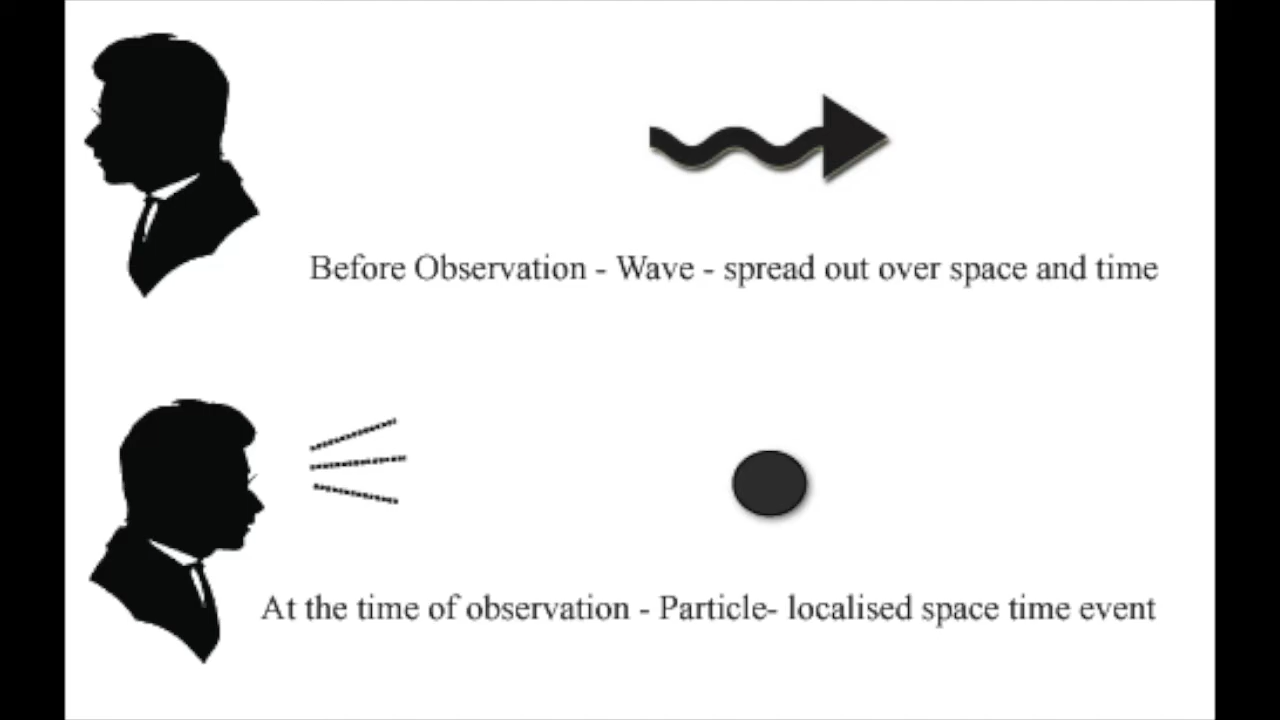 Before Observation - Wave - spread out over space and time
At the time of observation - Particle- localised space time event